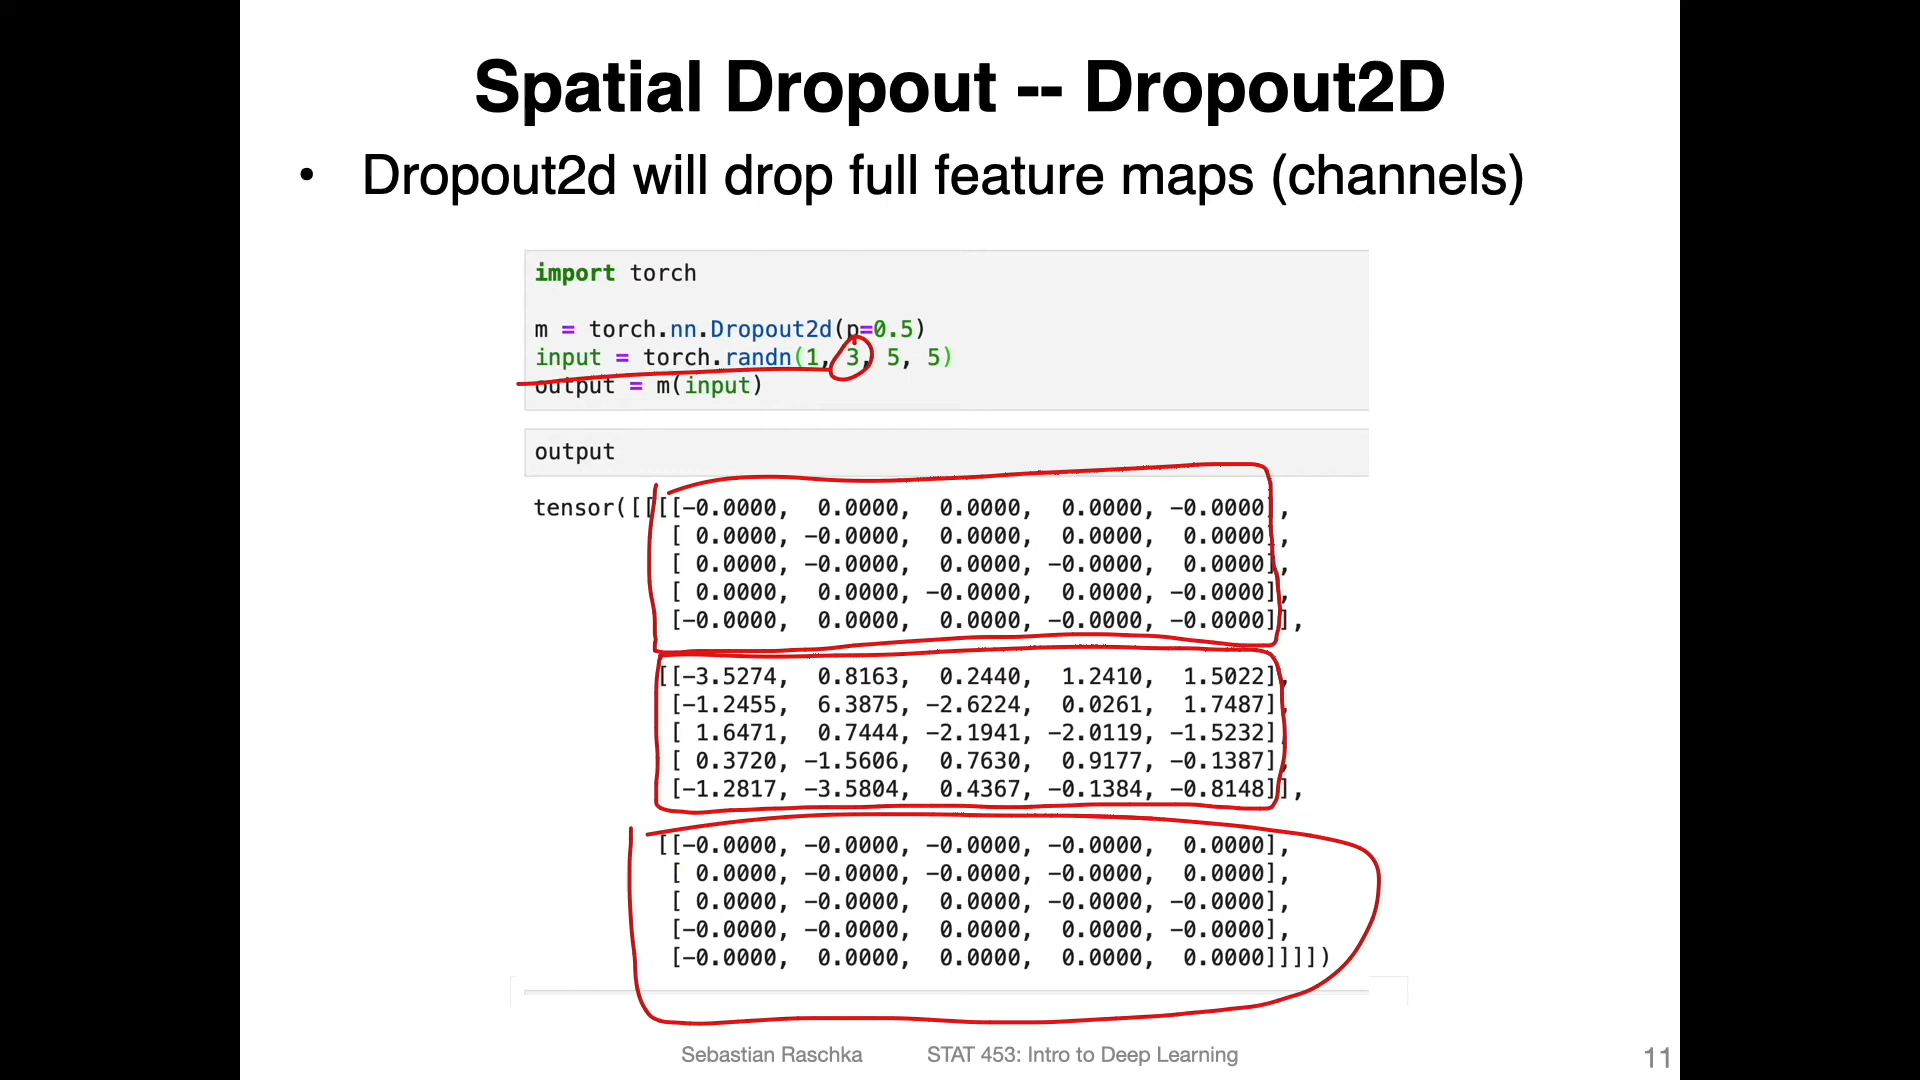 Spatial Dropout -- Dropout2D
• Dropout2d will drop full feature maps (channels)
import torch
m = torch.nn.Dropout2d(p=0.5)
input = torch.randn(1, 3, 5, 5)
output = m(input)
output
tensor([[[[-0.0000,  0.0000,  0.0000,  0.0000, -0.0000],
[ 0.0000, -0.0000,  0.0000,  0.0000,  0.0000],
[ 0.0000, -0.0000,  0.0000, -0.0000,  0.0000],
[ 0.0000,  0.0000, -0.0000,  0.0000, -0.0000],
[-0.0000,  0.0000,  0.0000, -0.0000, -0.0000]],
[[-3.5274,  0.8163,  0.2440,  1.2410,  1.5022],
[-1.2455,  6.3875, -2.6224,  0.0261,  1.7487],
[ 1.6471,  0.7444, -2.1941, -2.0119, -1.5232],
[ 0.3720, -1.5606,  0.7630,  0.9177, -0.1387],
[-1.2817, -3.5804,  0.4367, -0.1384, -0.8148]],
[[-0.0000, -0.0000, -0.0000, -0.0000,  0.0000],
[ 0.0000, -0.0000, -0.0000, -0.0000,  0.0000],
[ 0.0000, -0.0000,  0.0000, -0.0000, -0.0000],
[-0.0000, -0.0000,  0.0000,  0.0000, -0.0000],
[-0.0000,  0.0000,  0.0000,  0.0000,  0.0000]]]])
Sebastian Raschka STAT 453: Intro to Deep Learning 11